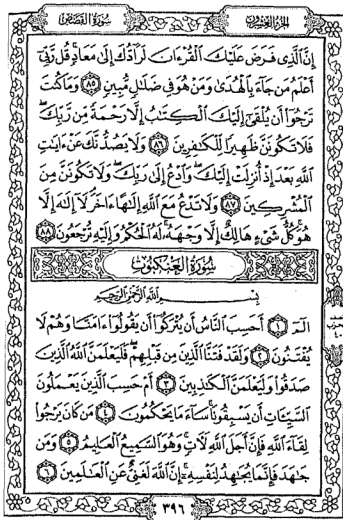 الجزء العشرون
سورة القصص
إِنَّ ٱلَّذِى فَرَضَ عَلَيْكَ ٱلْقُرْءَانَ لَرَآدُّكَ إِلَىٰ مَعَادٍ ۚ قُل رَّبِّىٓ
أَعْلَمُ مَن جَآءَ بِٱلْهُدَىٰ وَمَنْ هُوَ فِى ضَلَٰلٍ مُّبِينٍ ٨٥ وَمَا كُنتَ
تَرْجُوٓا۟ أَن يُلْقَىٰٓ إِلَيْكَ ٱلْكِتَٰبُ إِلَّا رَحْمَةً مِّن رَّبِّكَ ۖ
فَلَا تَكُونَنَّ ظَهِيرًا لِّلْكَٰفِرِينَ ٨٦ وَلَا يَصُدُّنَّكَ عَنْ ءَايَٰتِ
ٱللَّهِ بَعْدَ إِذْ أُنزِلَتْ إِلَيْكَ ۖ وَٱدْعُ إِلَىٰ رَبِّكَ ۖ وَلَا تَكُونَنَّ مِنَ
ٱلْمُشْرِكِينَ ٨٧ وَلَا تَدْعُ مَعَ ٱللَّهِ إِلَٰهًا ءَاخَرَ ۘ لَآ إِلَٰهَ إِلَّا
هُوَ ۚ كُلُّ شَىْءٍ هَالِكٌ إِلَّا وَجْهَهُۥ ۚ لَهُ ٱلْحُكْمُ وَإِلَيْهِ تُرْجَعُونَ ٨٨
سورة العنكبوت
بِسْمِ ٱللَّهِ ٱلرَّحْمَٰنِ ٱلرَّحِيمِ
الٓمٓ ١ أَحَسِبَ ٱلنَّاسُ أَن يُتْرَكُوٓا۟ أَن يَقُولُوٓا۟ ءَامَنَّا وَهُمْ لَا
يُفْتَنُونَ ٢ وَلَقَدْ فَتَنَّا ٱلَّذِينَ مِن قَبْلِهِمْ ۖ فَلَيَعْلَمَنَّ ٱللَّهُ ٱلَّذِينَ
صَدَقُوا۟ وَلَيَعْلَمَنَّ ٱلْكَٰذِبِينَ ٣ أَمْ حَسِبَ ٱلَّذِينَ يَعْمَلُونَ
ٱلسَّيِّـَٔاتِ أَن يَسْبِقُونَا ۚ سَآءَ مَا يَحْكُمُونَ ٤ مَن كَانَ يَرْجُوا۟
لِقَآءَ ٱللَّهِ فَإِنَّ أَجَلَ ٱللَّهِ لَءَاتٍ ۚ وَهُوَ ٱلسَّمِيعُ ٱلْعَلِيمُ ٥ وَمَن
جَٰهَدَ فَإِنَّمَا يُجَٰهِدُ لِنَفْسِهِۦٓ ۚ إِنَّ ٱللَّهَ لَغَنِىٌّ عَنِ ٱلْعَٰلَمِينَ ٦
٣٩٦